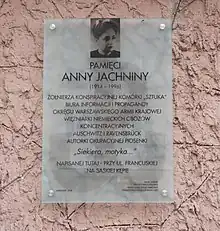 PAMIĘCI
ANNY JACHNINY
(1914 - 1996)
ŻOŁNIERZA KONSPIRACYJNEJ KOMÓRKI „SZTUKA”
BIURA INFORMACJI I PROPAGANDY
OKRĘGU WARSZAWSKIEGO ARMII KRAJOWEJ
WIĘŹNIARKI NIEMIECKICH OBOZÓW
KONCENTRACYJNYCH
AUSCHWITZ I RAVENSBRÜCK
AUTORKI OKUPACYJNEJ PIOSENKI
„Siekiera, motyka...”
NAPISANEJ TUTAJ - PRZY UL. FRANCUSKIEJ
NA SASKIEJ KĘPIE